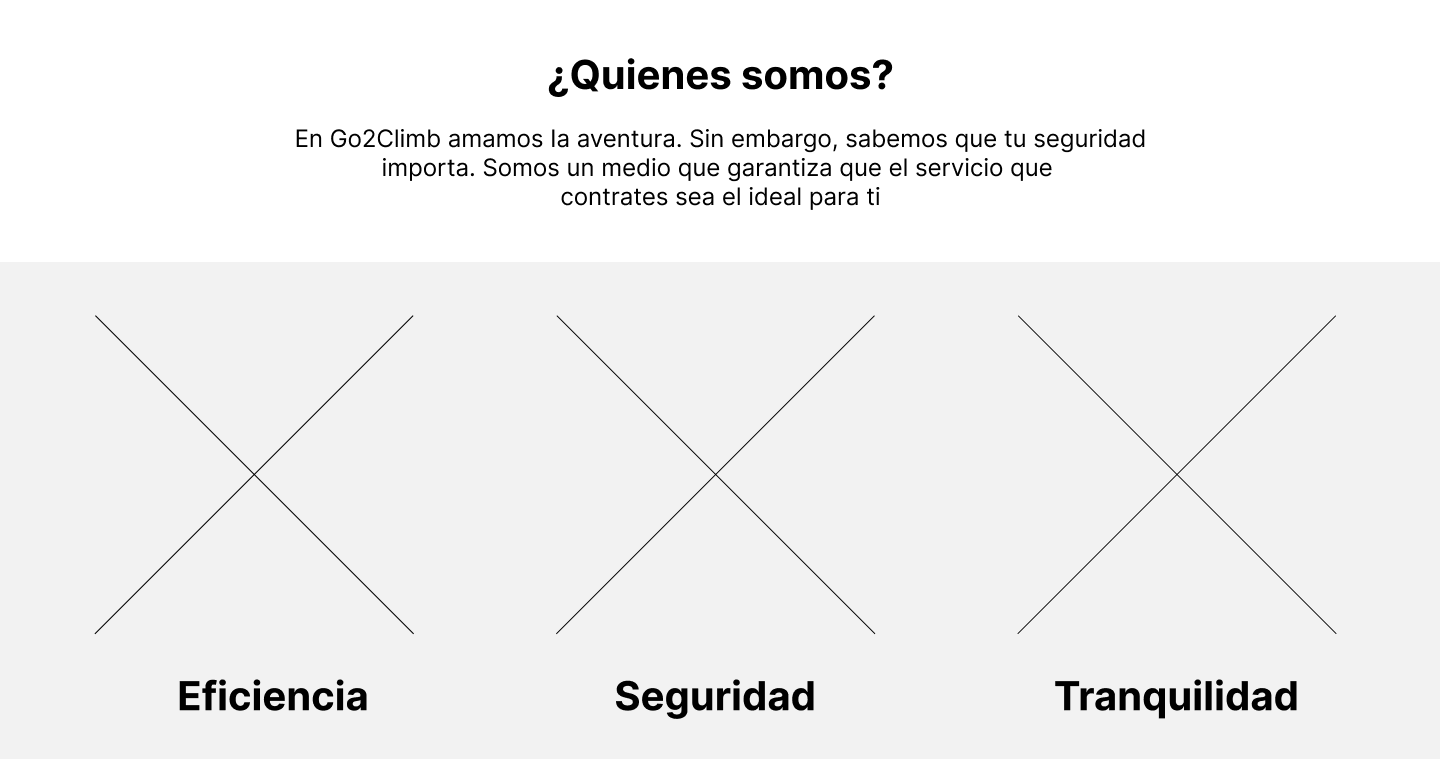 ¿Quienes somos?
En Go2Climb amamos la aventura. Sin embargo, sabemos que tu seguridad
importa. Somos un medio que garantiza que el servicio que
contrates sea el ideal para ti
Eficiencia
Seguridad
Tranquilidad